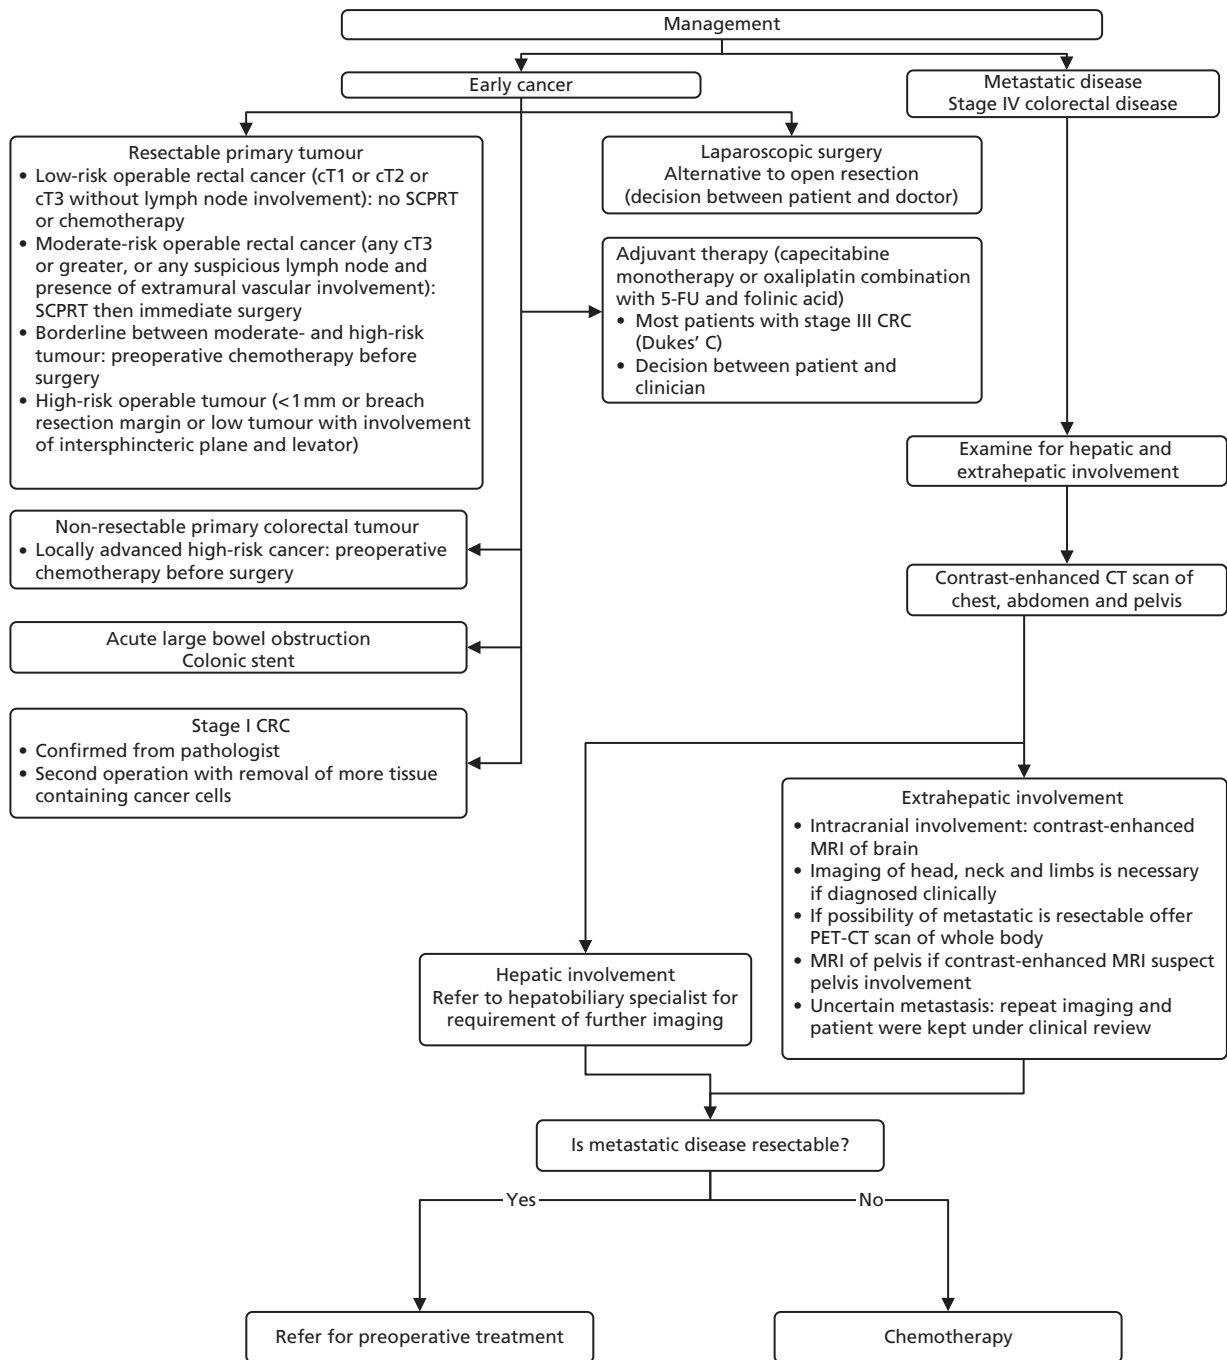 Management
Early cancer
Metastatic disease
Stage IV colorectal disease
Resectable primary tumour
• Low-risk operable rectal cancer (cT1 or cT2 or
cT3 without lymph node involvement): no SCPRT
or chemotherapy
• Moderate-risk operable rectal cancer (any cT3
or greater, or any suspicious lymph node and
presence of extramural vascular involvement):
SCPRT then immediate surgery
• Borderline between moderate- and high-risk
tumour: preoperative chemotherapy before
surgery
• High-risk operable tumour (<1mm or breach
resection margin or low tumour with involvement
of intersphincteric plane and levator)
Laparoscopic surgery
Alternative to open resection
(decision between patient and doctor)
Adjuvant therapy (capecitabine
monotherapy or oxaliplatin combination
with 5-FU and folinic acid)
• Most patients with stage III CRC
(Dukes' C)
• Decision between patient and
clinician
Examine for hepatic and
extrahepatic involvement
Non-resectable primary colorectal tumour
• Locally advanced high-risk cancer: preoperative
chemotherapy before surgery
Contrast-enhanced CT scan of
chest, abdomen and pelvis
Acute large bowel obstruction
Colonic stent
Stage I CRC
• Confirmed from pathologist
• Second operation with removal of more tissue
containing cancer cells
Extrahepatic involvement
• Intracranial involvement: contrast-enhanced
MRI of brain
• Imaging of head, neck and limbs is necessary
if diagnosed clinically
• If possibility of metastatic is resectable offer
PET-CT scan of whole body
• MRI of pelvis if contrast-enhanced MRI suspect
pelvis involvement
• Uncertain metastasis: repeat imaging and
patient were kept under clinical review
Hepatic involvement
Refer to hepatobiliary specialist for
requirement of further imaging
Is metastatic disease resectable?
Yes
No
Refer for preoperative treatment
Chemotherapy